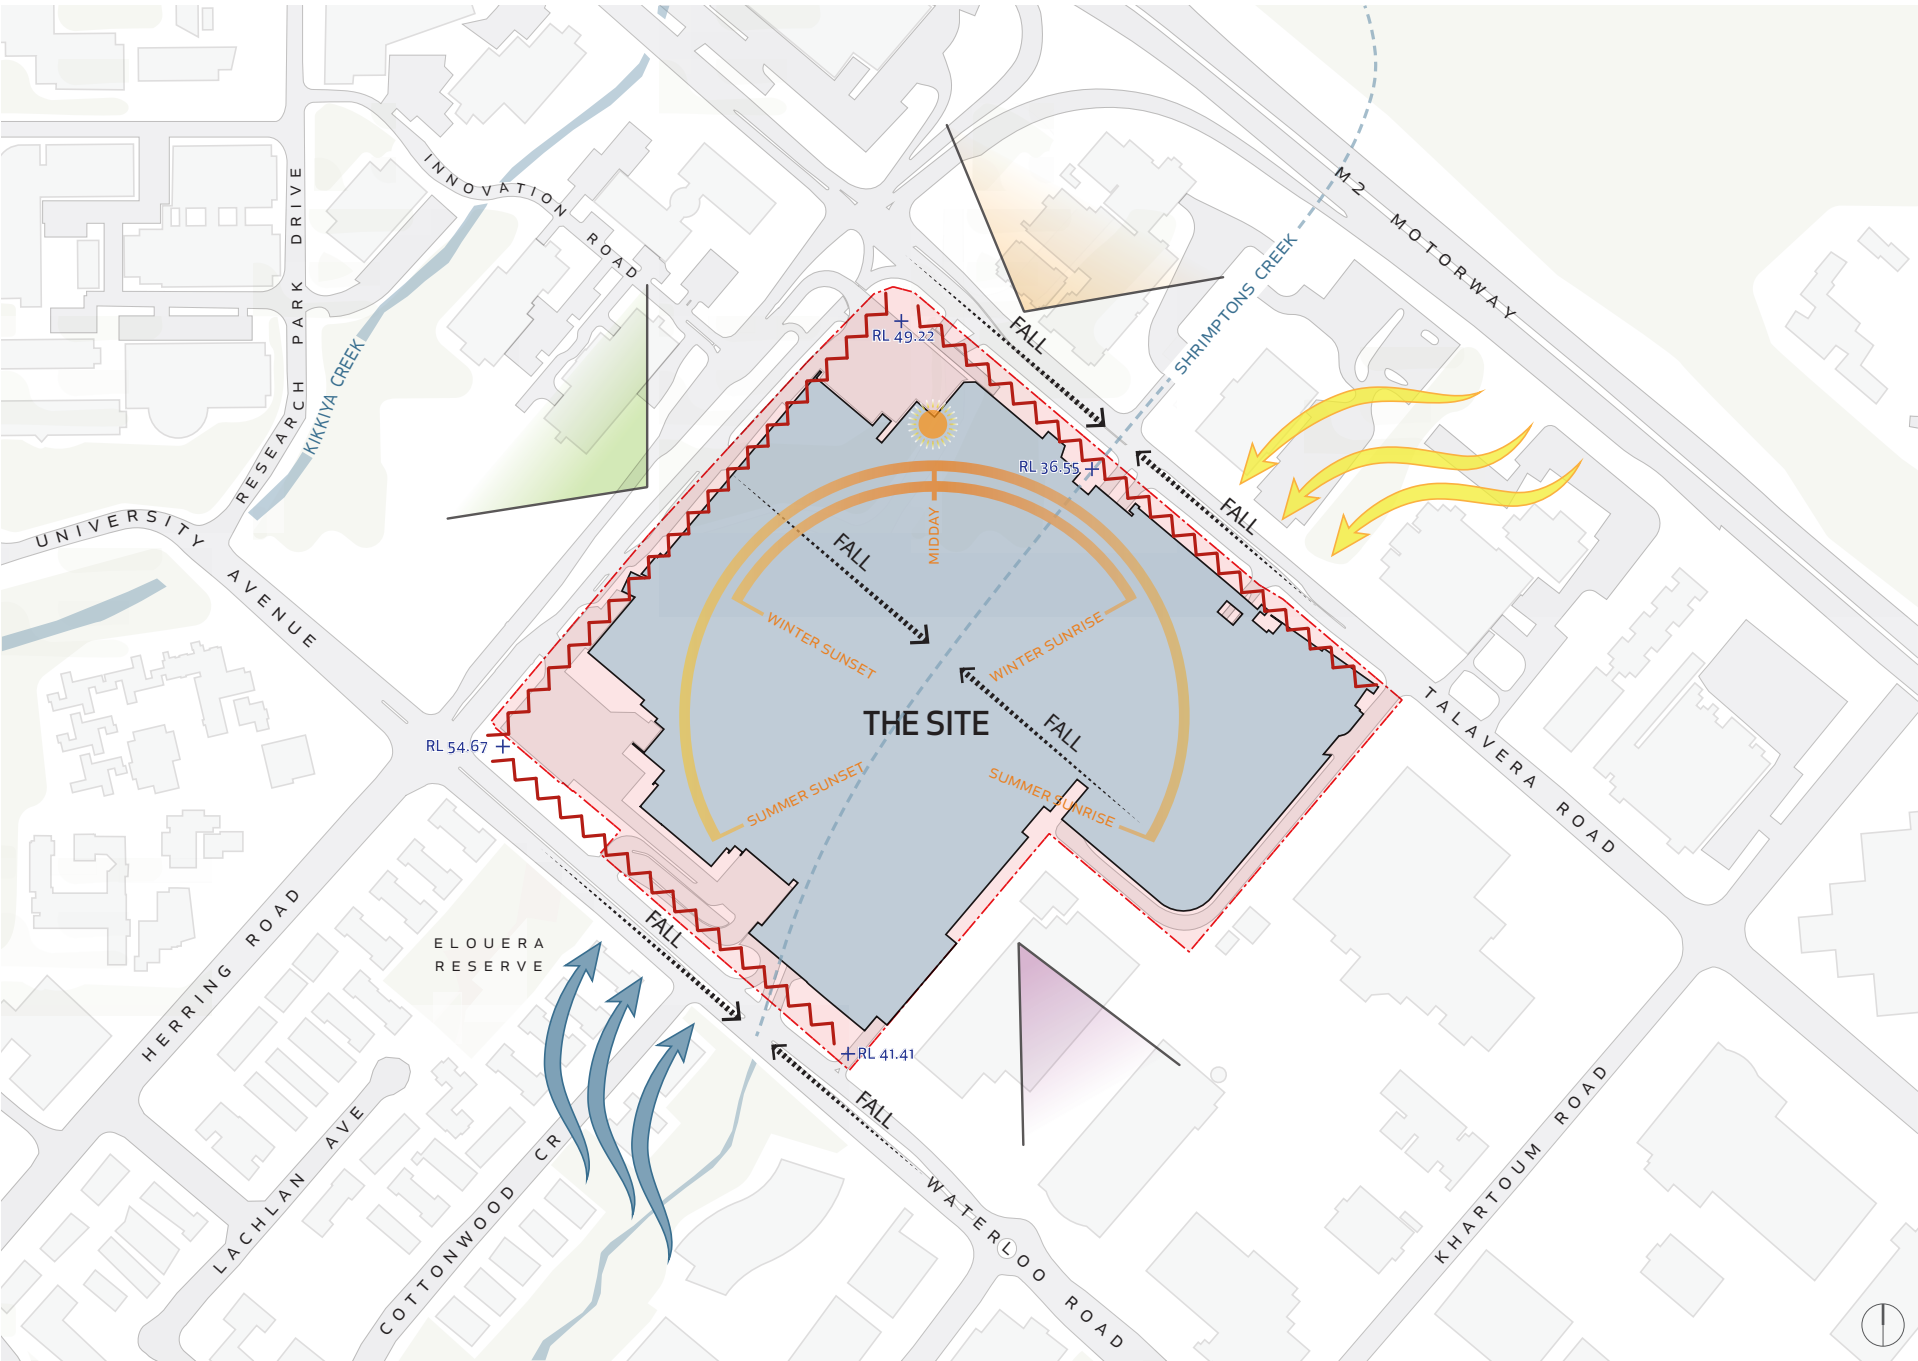 M2 MOTORWAY
INNOVATION ROAD
RESEARCH PARK DRIVE
SHRIMPTONS CREEK
KIKKIYA CREEK
RL 49.22
FALL
RL 36.55
FALL
UNIVERSITY AVENUE
MIDDAY
FALL
WINTER SUNSET
WINTER SUNRISE
THE SITE
FALL
RL 54.67
SUMMER SUNSET
SUMMER SUNRISE
TALAVERA ROAD
HERRING ROAD
ELOUERA
RESERVE
FALL
RL 41.41
FALL
LACHLAN AVE
COTTONWOOD CR
WATERLOO ROAD
KHARTOUM ROAD